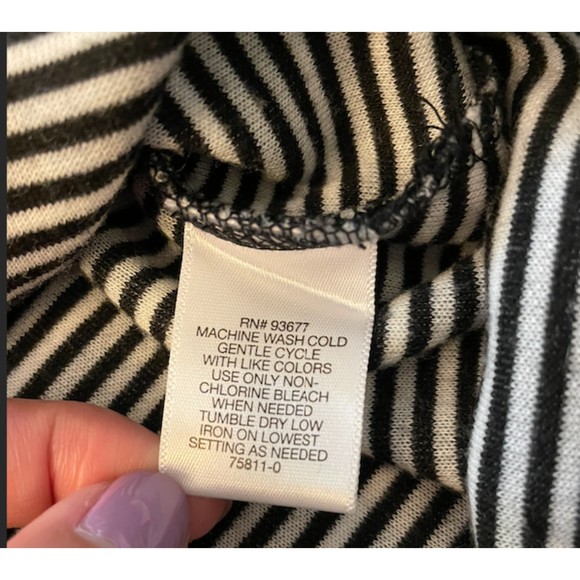 RN# 93677
MACHINE WASH COLD
GENTLE CYCLE
WITH LIKE COLORS
USE ONLY NON-
CHLORINE BLEACH
WHEN NEEDED
TUMBLE DRY LOW
IRON ON LOWEST
SETTING AS NEEDED
75811-0